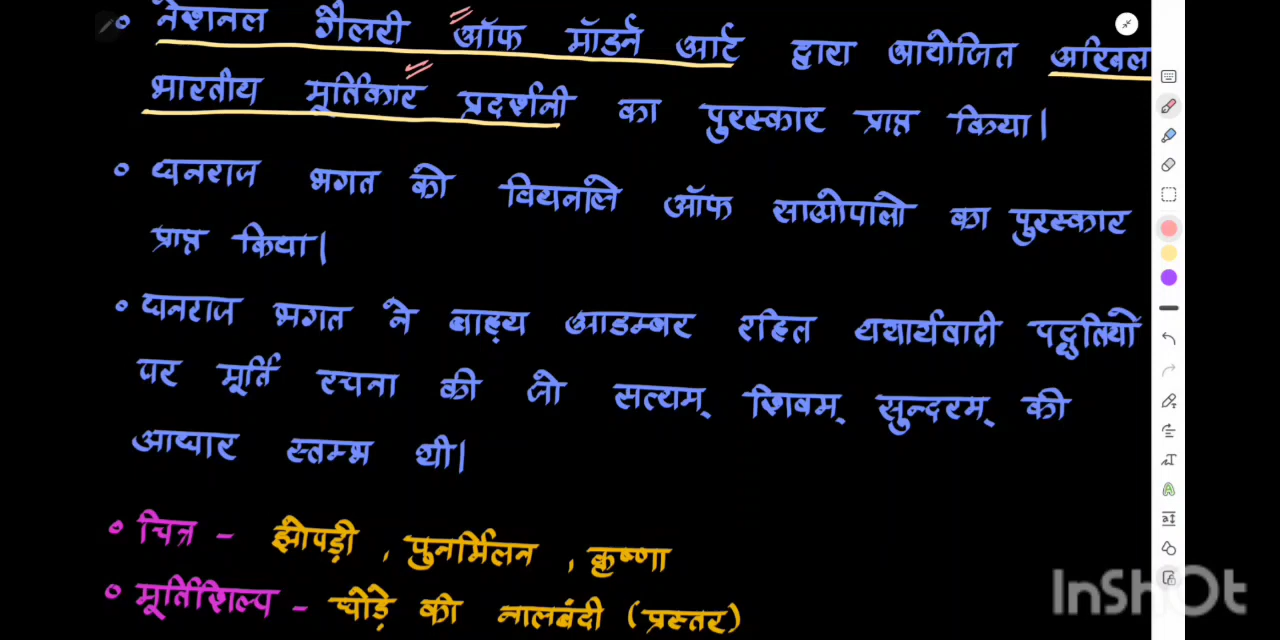 • नेशनल गैलरी ऑफ मॉडर्न आर्ट द्वारा आयोजित अखिल
भारतीय मूर्तिकार प्रदर्शनी का पुरस्कार प्राप्त किया।
• धनराज भगत को वियनाले ऑफ साओपालो का पुरस्कार
प्राप्त किया।
• धनराज भगत ने बाह्य आडम्बर रहित यथार्थवादी पद्धतियों
पर मूर्ति रचना की जो सत्यम् शिवम् सुन्दरम् की
आधार स्तम्भ थी।
• चित्र - झोपड़ी , पुनर्मिलन , कृष्णा
• मूर्तिशिल्प - घोड़े की नालबंदी (प्रस्तर)
InShOt